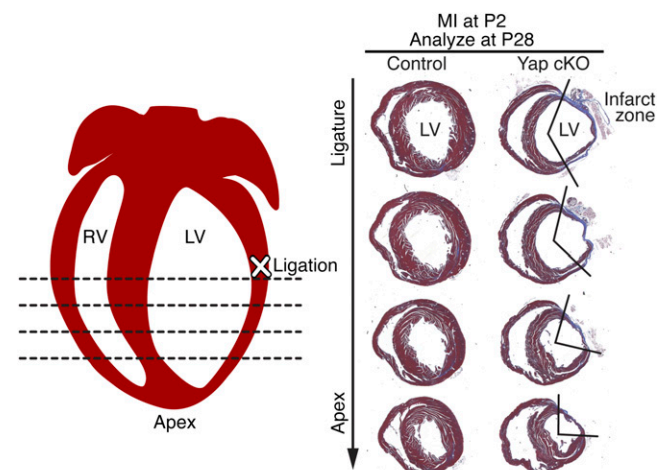 MI at P2
Analyze at P28
Control
Yap cKO
Ligature
LV
LV
Infarct
zone
RV
LV
Ligation
Apex
Apex